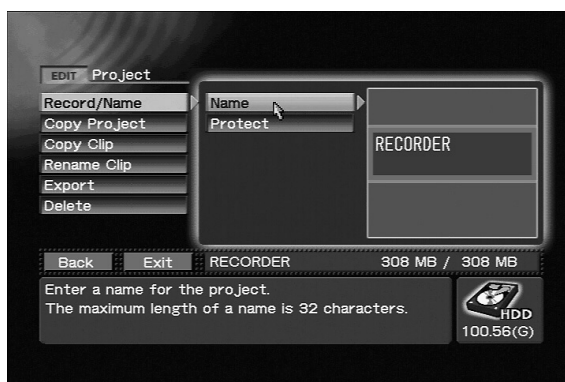 EDIT Project
Record/Name
Copy Project
Copy Clip
Rename Clip
Export
Delete
Name
Protect
RECORDER
Back Exit RECORDER 308 MB / 308 MB
Enter a name for the project.
The maximum length of a name is 32 characters.
HDD
100.56(G)